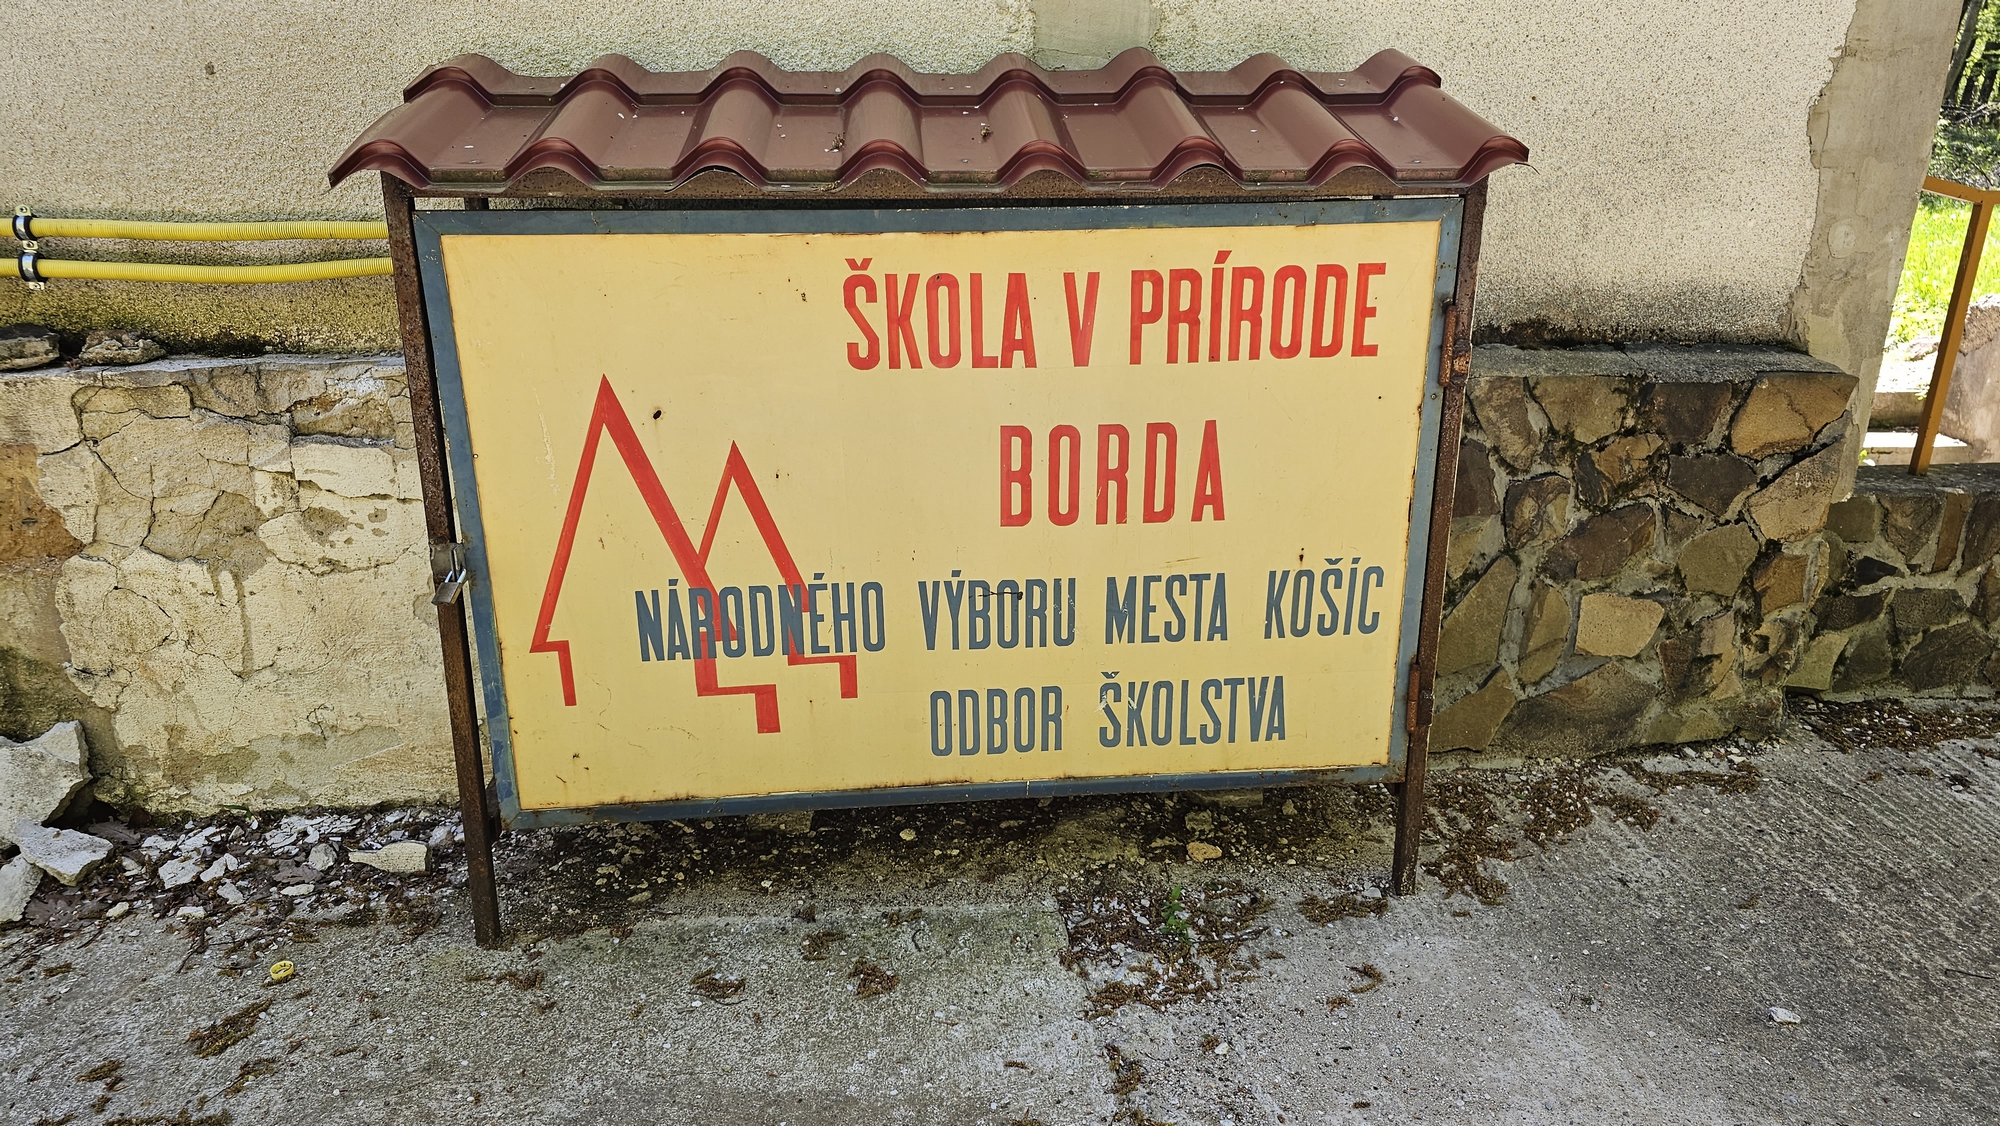 ŠKOLA V PRÍRODE
BORDA
NÁRODNÉHO VÝBORU MESTA KOŠÍC
ODBOR ŠKOLSTVA